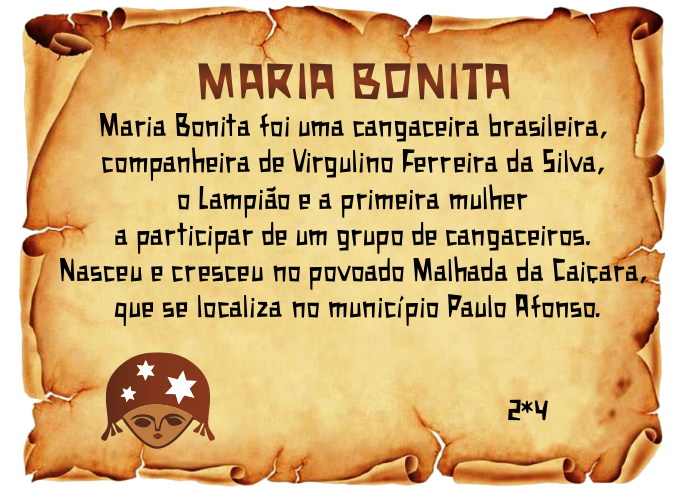 MARIA BONITA
Maria Bonita foi uma cangaceira brasileira,
companheira de Virgulino Ferreira da Silva,
o Lampião e a primeira mulher
a participar de um grupo de cangaceiros.
Nasceu e cresceu no povoado Malhada da Caiçara,
que se localiza no município Paulo Afonso.
2*4